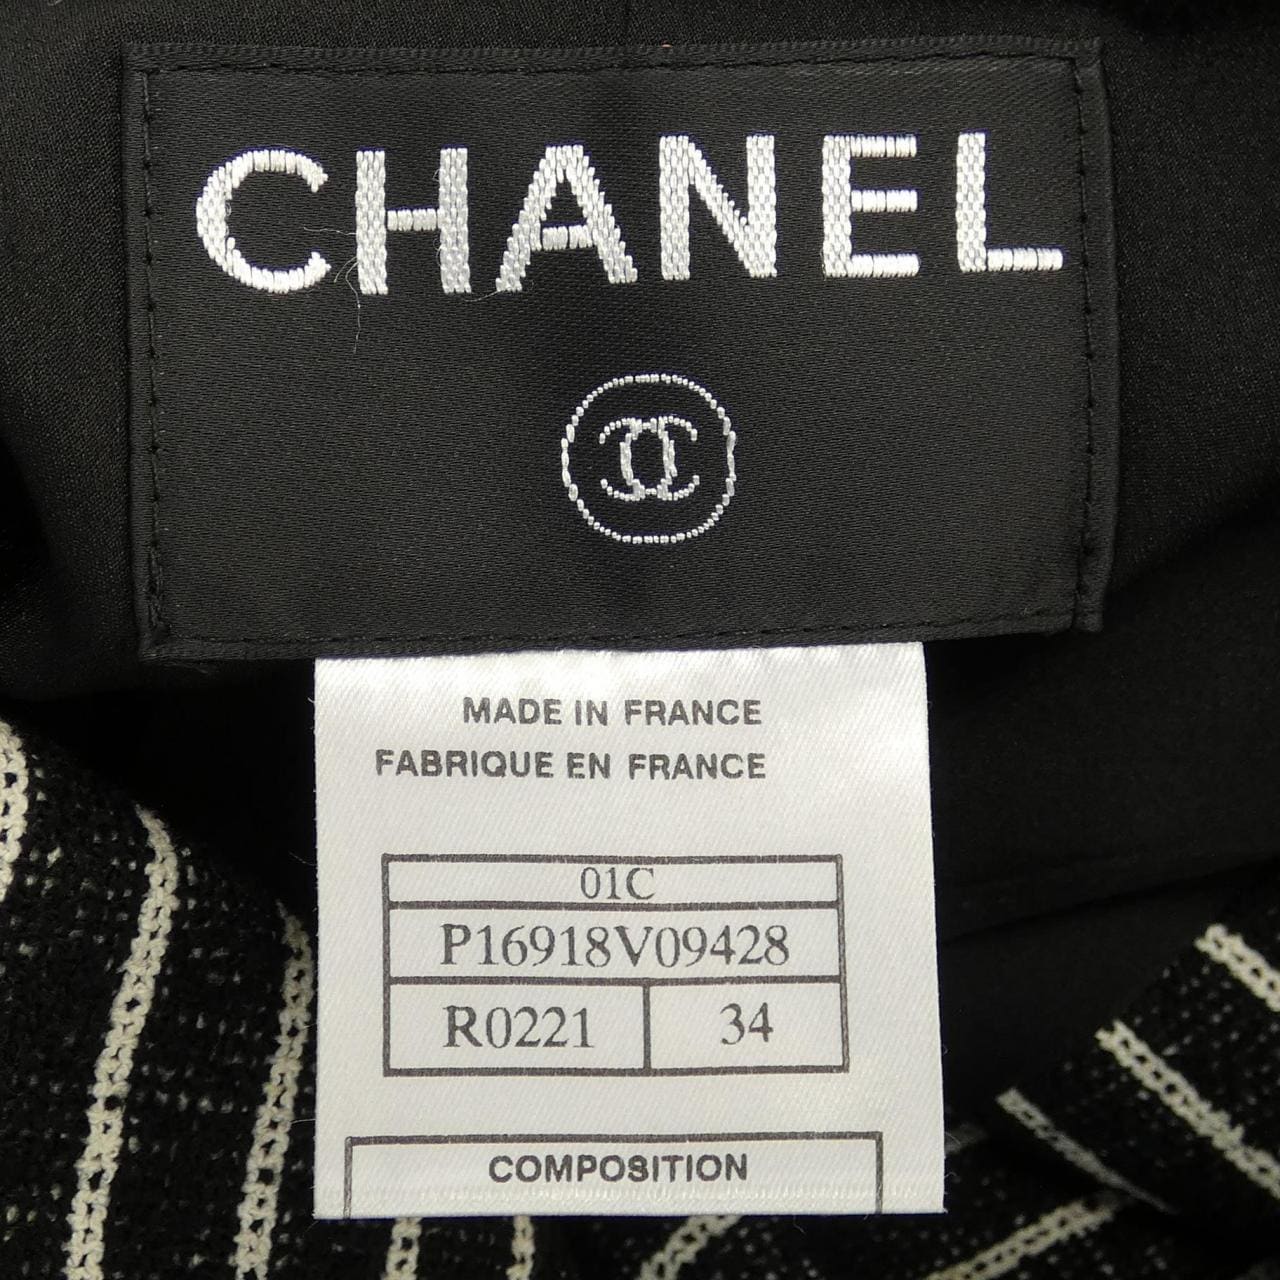 CHANEL
MADE IN FRANCE
FABRIQUE EN FRANCE
01C
P16918V09428
R0221 34
COMPOSITION